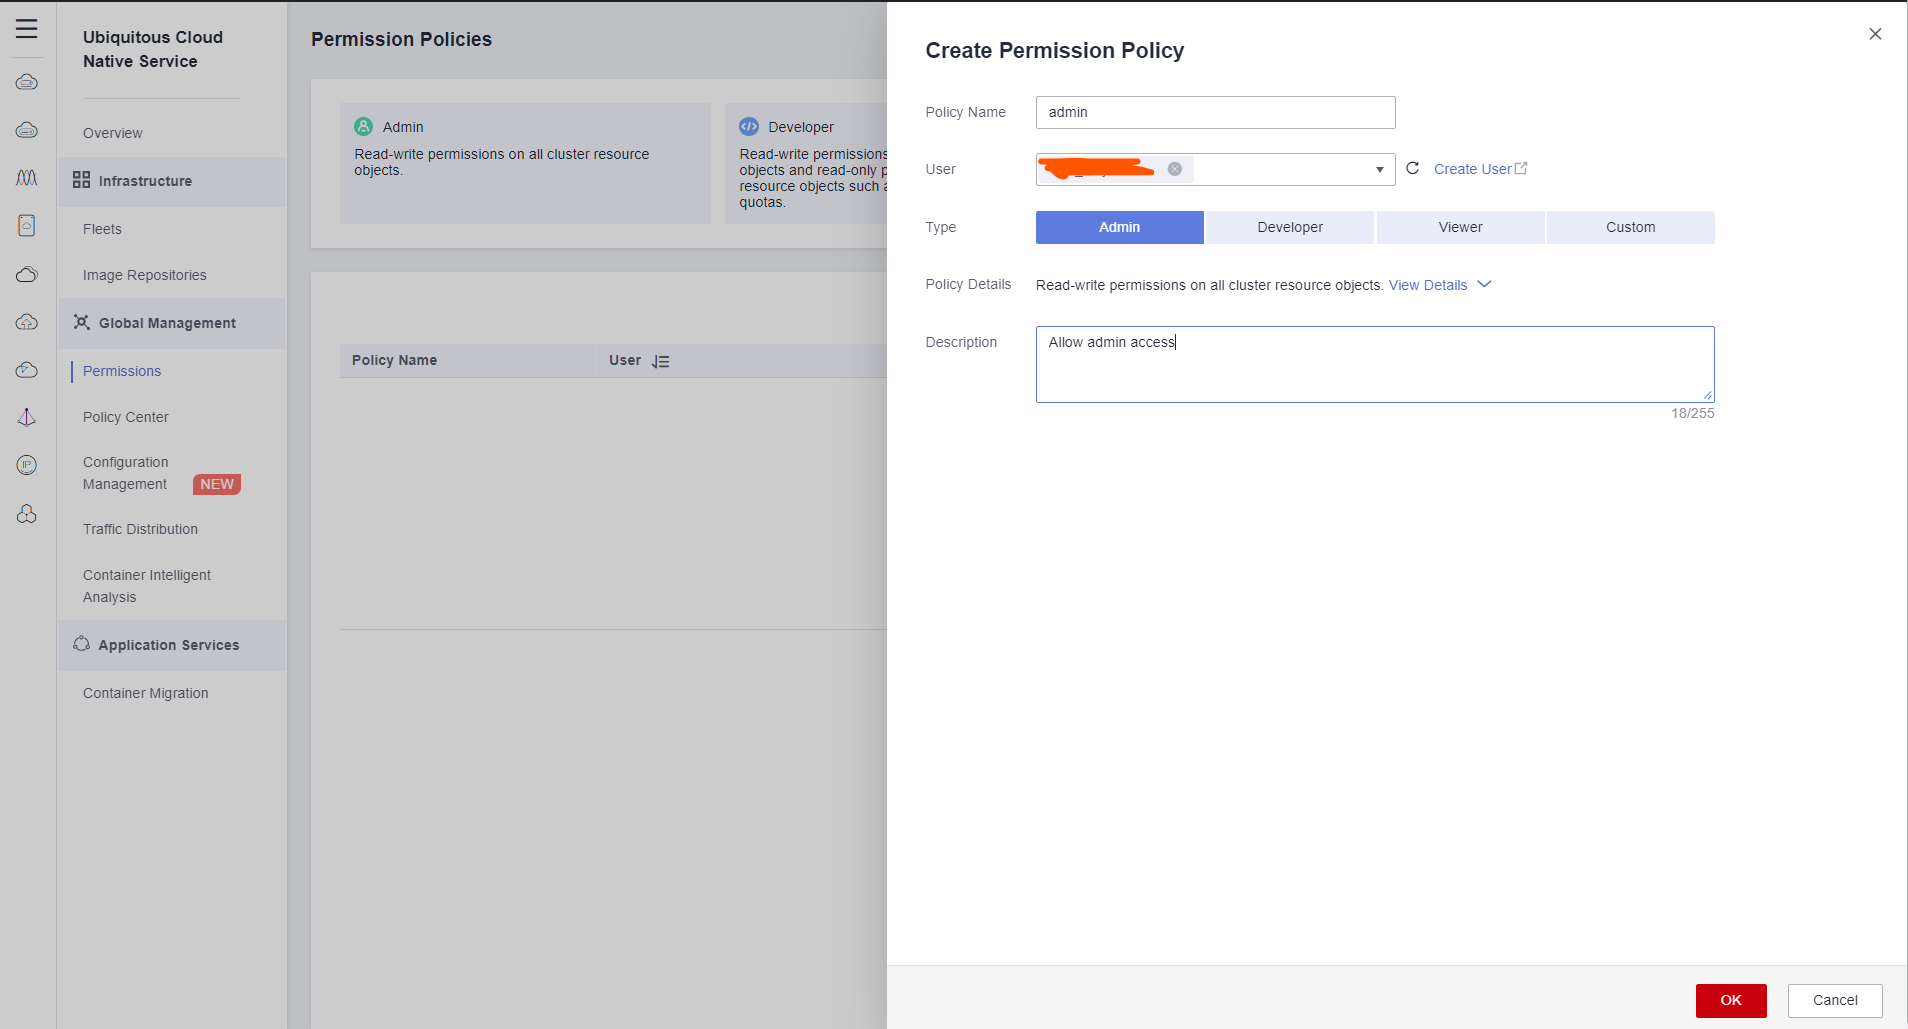 Ubiquitous Cloud
Native Service
Overview
Infrastructure
Fleets
Image Repositories
Global Management
Permissions
Policy Center
Configuration
Management
NEW
Traffic Distribution
Container Intelligent
Analysis
Application Services
Container Migration
IP
Permission Policies
Admin
Read-write permissions on all cluster resource
objects.
Developer
Read-write permissions
objects and read-only
resource objects such
quotas.
Policy Name
User
Create Permission Policy
Policy Name
admin
User
Create User
Type
Admin
Developer
Viewer
Custom
Policy Details
Read-write permissions on all cluster resource objects. View Details
Description
Allow admin access
18/255
OK
Cancel